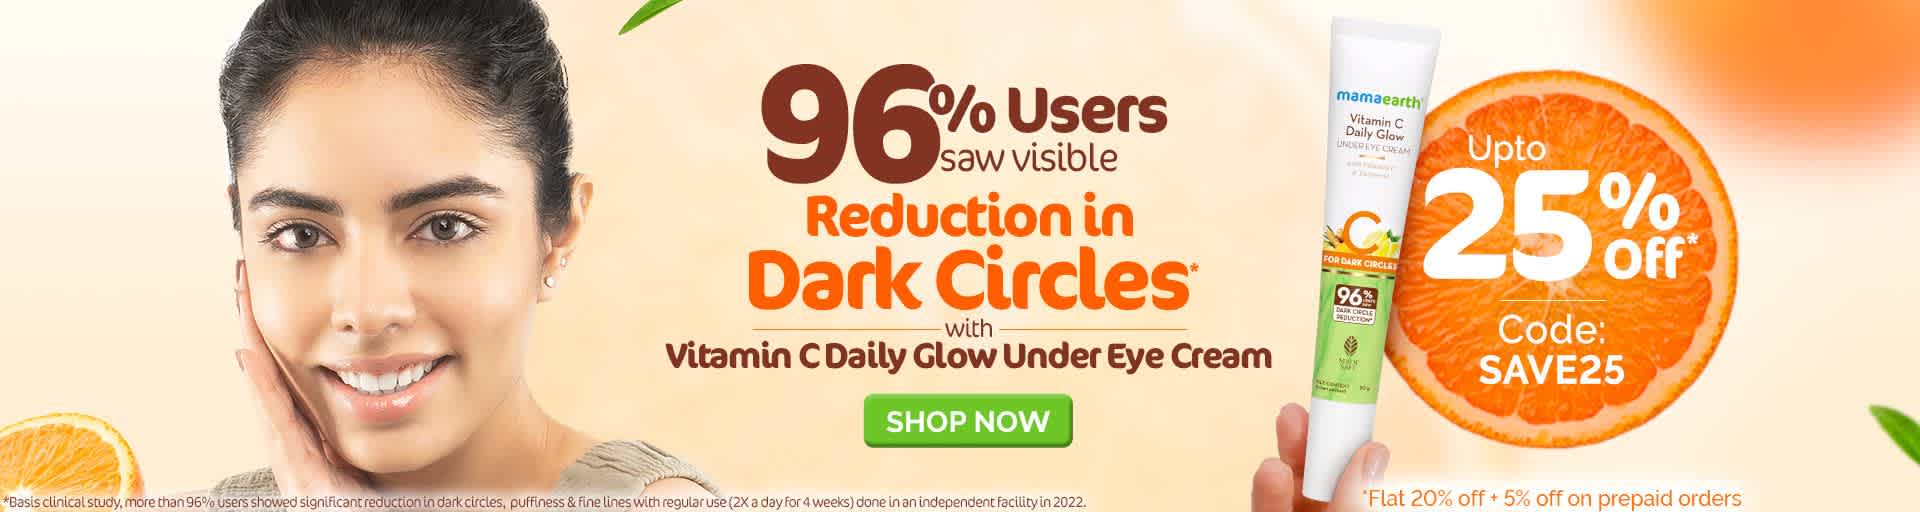 96% Users
saw visible
Reduction in
Dark Circles*
with
Vitamin C Daily Glow Under Eye Cream
SHOP NOW
mamaearth
Vitamin C
Daily Glow
UNDER EYE CREAM
C
FOR DARK CIRCLES
96%
DARK CIRCLE
REDUCTION*
MADE
SAFE
Upto
25% Off*
Code:
SAVE25
*Flat 20% off + 5% off on prepaid orders
*Basis clinical study, more than 96% users showed significant reduction in dark circles, puffiness & fine lines with regular use (2X a day for 4 weeks) done in an independent facility in 2022.